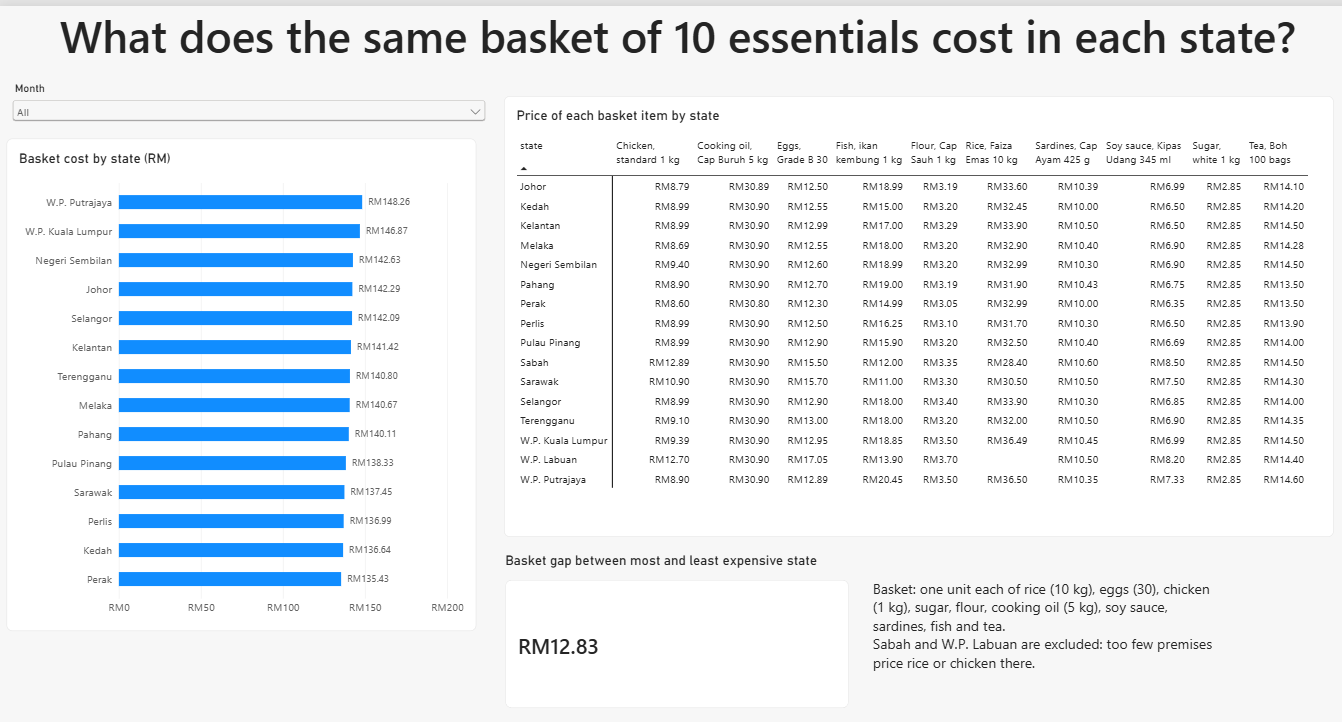 What does the same basket of 10 essentials cost in each state?
Month
All
Basket cost by state (RM)
W.P. Putrajaya RM148.26
W.P. Kuala Lumpur RM146.87
Negeri Sembilan RM142.63
Johor RM142.29
Selangor RM142.09
Kelantan RM141.42
Terengganu RM140.80
Melaka RM140.67
Pahang RM140.11
Pulau Pinang RM138.33
Sarawak RM137.45
Perlis RM136.99
Kedah RM136.64
Perak RM135.43
RM0 RM50 RM100 RM150 RM200
Price of each basket item by state
state Chicken, Cooking oil, Eggs, Fish, ikan Flour, Cap Rice, Faiza Sardines, Cap Soy sauce, Kipas Sugar, Tea, Boh
standard 1 kg Cap Buruh 5 kg Grade B 30 kembung 1 kg Sauh 1 kg Emas 10 kg Ayam 425 g Udang 345 ml white 1 kg 100 bags
Johor RM8.79 RM30.89 RM12.50 RM18.99 RM3.19 RM33.60 RM10.39 RM6.99 RM2.85 RM14.10
Kedah RM8.99 RM30.90 RM12.55 RM15.00 RM3.20 RM32.45 RM10.00 RM6.50 RM2.85 RM14.20
Kelantan RM8.99 RM30.90 RM12.99 RM17.00 RM3.29 RM33.90 RM10.50 RM6.50 RM2.85 RM14.50
Melaka RM8.69 RM30.90 RM12.55 RM18.00 RM3.20 RM32.90 RM10.40 RM6.90 RM2.85 RM14.28
Negeri Sembilan RM9.40 RM30.90 RM12.60 RM18.99 RM3.20 RM32.99 RM10.30 RM6.90 RM2.85 RM14.50
Pahang RM8.90 RM30.90 RM12.70 RM19.00 RM3.19 RM31.90 RM10.43 RM6.75 RM2.85 RM13.50
Perak RM8.60 RM30.80 RM12.30 RM14.99 RM3.05 RM32.99 RM10.00 RM6.35 RM2.85 RM13.50
Perlis RM8.99 RM30.90 RM12.50 RM16.25 RM3.10 RM31.70 RM10.30 RM6.50 RM2.85 RM13.90
Pulau Pinang RM8.99 RM30.90 RM12.90 RM15.90 RM3.20 RM32.50 RM10.40 RM6.69 RM2.85 RM14.00
Sabah RM12.89 RM30.90 RM15.50 RM12.00 RM3.35 RM28.40 RM10.60 RM8.50 RM2.85 RM14.50
Sarawak RM10.90 RM30.90 RM15.70 RM11.00 RM3.30 RM30.50 RM10.50 RM7.50 RM2.85 RM14.30
Selangor RM8.99 RM30.90 RM12.90 RM18.00 RM3.40 RM33.90 RM10.30 RM6.85 RM2.85 RM14.00
Terengganu RM9.10 RM30.90 RM13.00 RM18.00 RM3.20 RM32.00 RM10.50 RM6.90 RM2.85 RM14.35
W.P. Kuala Lumpur RM9.39 RM30.90 RM12.95 RM18.85 RM3.50 RM36.49 RM10.45 RM6.99 RM2.85 RM14.50
W.P. Labuan RM12.70 RM30.90 RM17.05 RM13.90 RM3.70 RM10.50 RM8.20 RM2.85 RM14.40
W.P. Putrajaya RM8.90 RM30.90 RM12.89 RM20.45 RM3.50 RM36.50 RM10.35 RM7.33 RM2.85 RM14.60
Basket gap between most and least expensive state
RM12.83
Basket: one unit each of rice (10 kg), eggs (30), chicken
(1 kg), sugar, flour, cooking oil (5 kg), soy sauce,
sardines, fish and tea.
Sabah and W.P. Labuan are excluded: too few premises
price rice or chicken there.